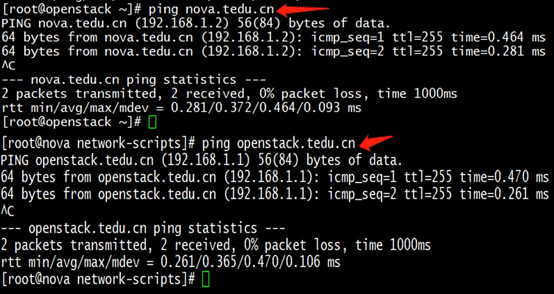 [root@openstack ~]# ping nova.tedu.cn
PING nova.tedu.cn (192.168.1.2) 56(84) bytes of data.
64 bytes from nova.tedu.cn (192.168.1.2): icmp_seq=1 ttl=255 time=0.464 ms
64 bytes from nova.tedu.cn (192.168.1.2): icmp_seq=2 ttl=255 time=0.281 ms
^C
--- nova.tedu.cn ping statistics ---
2 packets transmitted, 2 received, 0% packet loss, time 1000ms
rtt min/avg/max/mdev = 0.281/0.372/0.464/0.093 ms
[root@openstack ~]#
[root@nova network-scripts]# ping openstack.tedu.cn
PING openstack.tedu.cn (192.168.1.1) 56(84) bytes of data.
64 bytes from openstack.tedu.cn (192.168.1.1): icmp_seq=1 ttl=255 time=0.470 ms
64 bytes from openstack.tedu.cn (192.168.1.1): icmp_seq=2 ttl=255 time=0.261 ms
^C
--- openstack.tedu.cn ping statistics ---
2 packets transmitted, 2 received, 0% packet loss, time 1000ms
rtt min/avg/max/mdev = 0.261/0.365/0.470/0.106 ms
[root@nova network-scripts]#